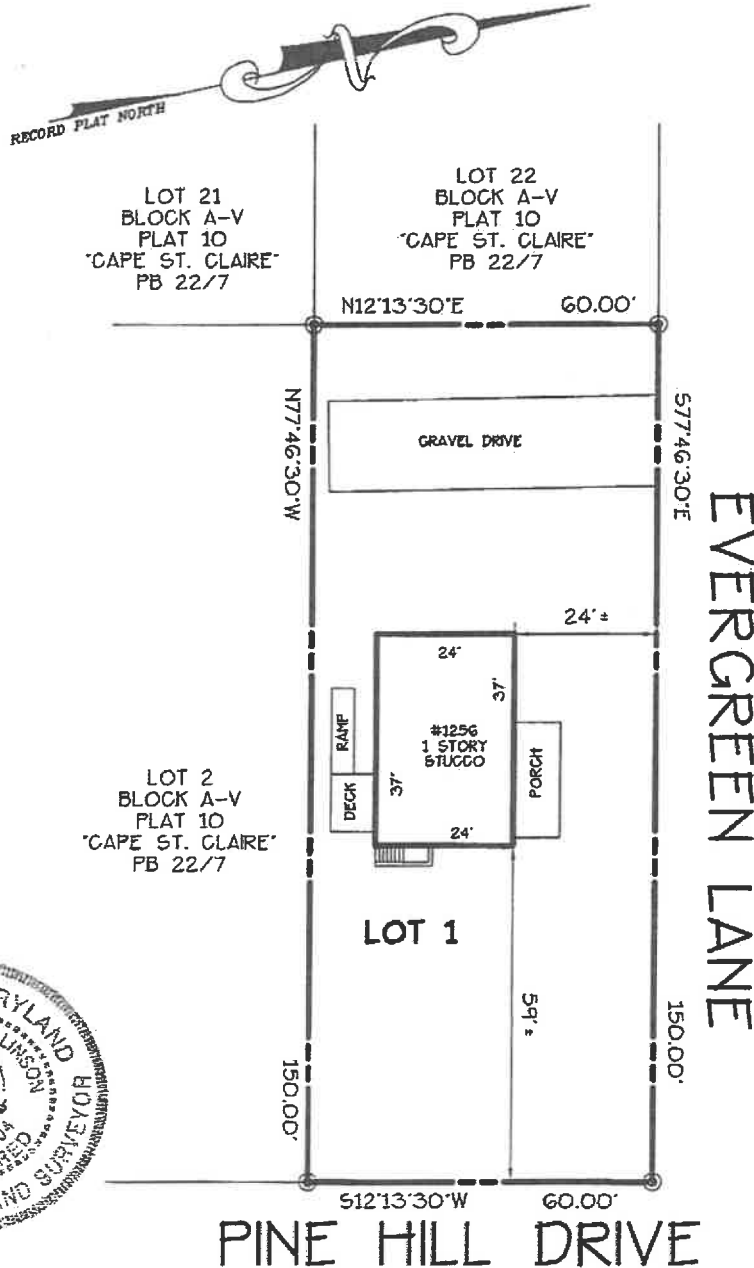 RECORD PLAT NORTH
LOT 21
BLOCK A-V
PLAT 10
"CAPE ST. CLAIRE"
PB 22/7
LOT 22
BLOCK A-V
PLAT 10
"CAPE ST. CLAIRE"
PB 22/7
N12°13'30"E
60.00'
N77°46'30"W
S77°46'30"E
GRAVEL DRIVE
EVERGREEN LANE
24'±
24'
37'
#1256
1 STORY
STUCCO
RAMP
DECK
37'
PORCH
24'
LOT 2
BLOCK A-V
PLAT 10
"CAPE ST. CLAIRE"
PB 22/7
LOT 1
59'±
150.00'
150.00'
S12°13'30"W
60.00'
PINE HILL DRIVE